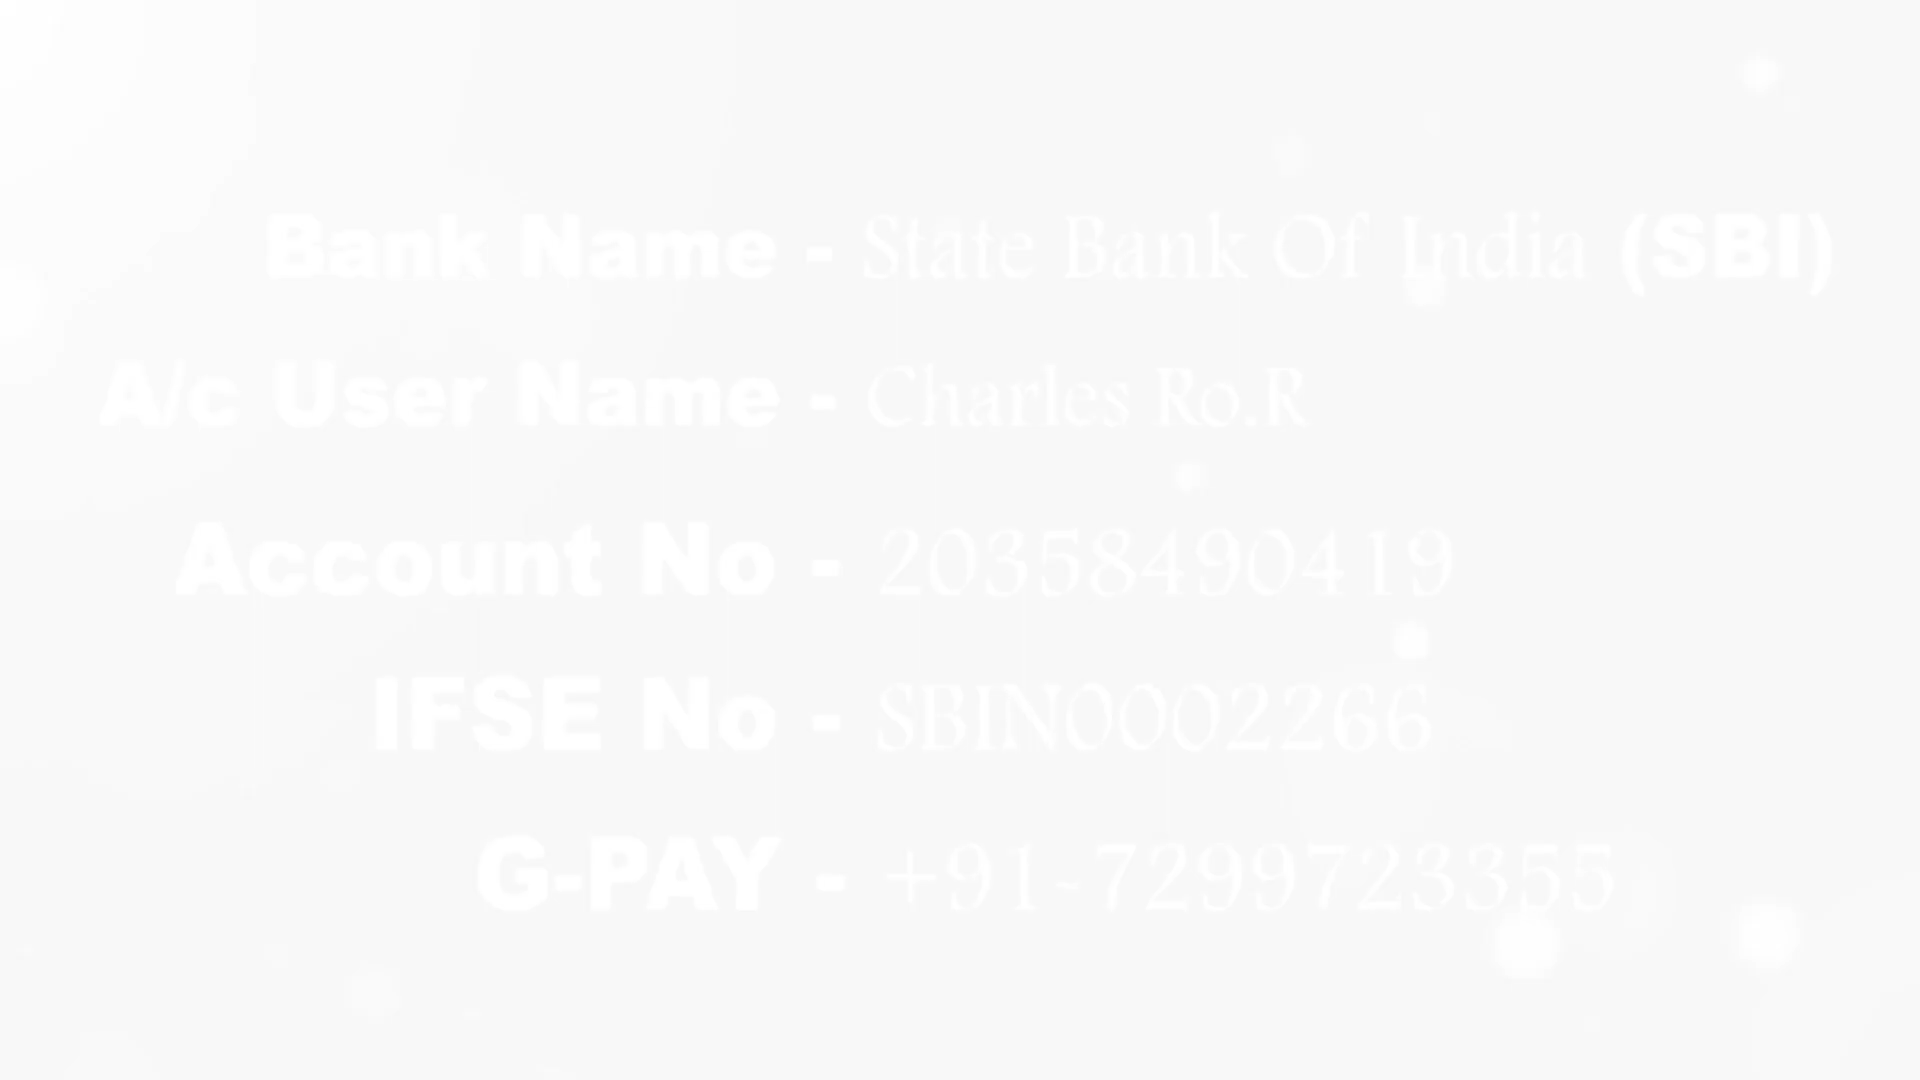 Bank Name - State Bank Of India (SBI)
A/c User Name - Charles Ro.R
Account No - 20358490419
IFSE No - SBIN0002266
G-PAY - +91-7299723355